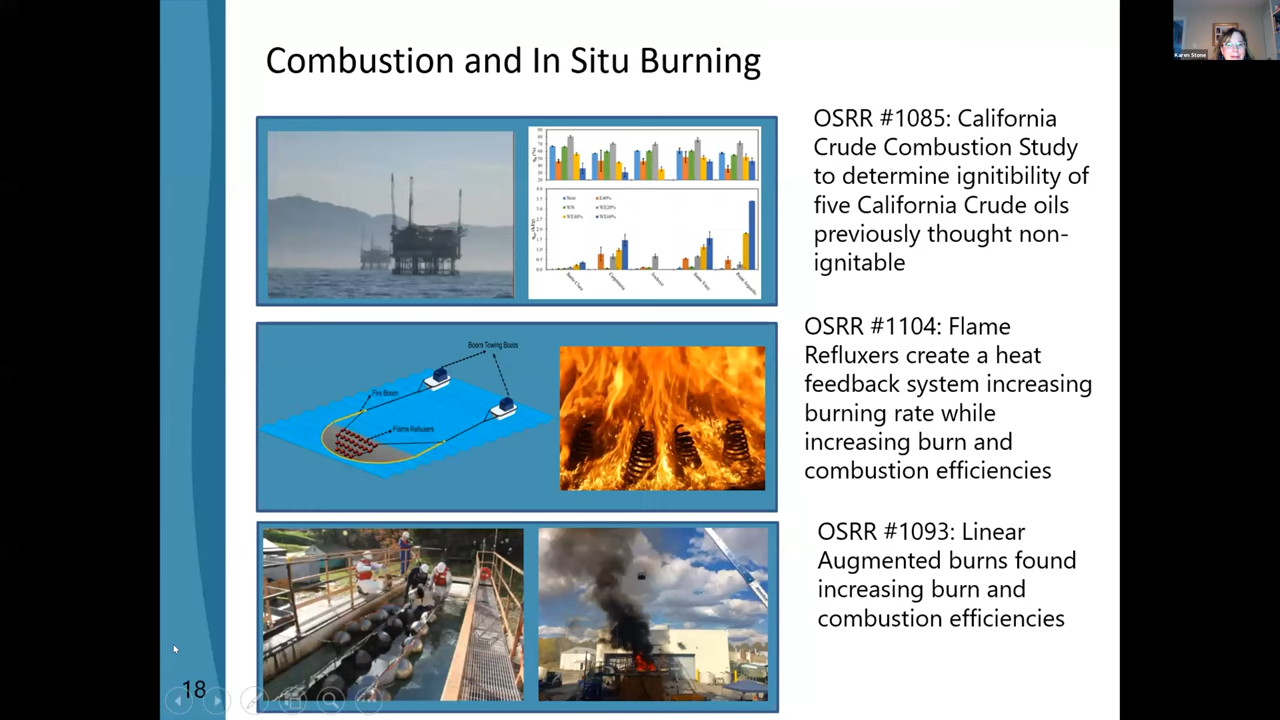 Combustion and In Situ Burning
Karen Stone
OSRR #1085: California
Crude Combustion Study
to determine ignitibility of
five California Crude oils
previously thought non-
ignitable
Neat
WN
Boom Towing Boats
Fire Boom
Flame Refluxers
OSRR #1104: Flame
Refluxers create a heat
feedback system increasing
burning rate while
increasing burn and
combustion efficiencies
OSRR #1093: Linear
Augmented burns found
increasing burn and
combustion efficiencies
18